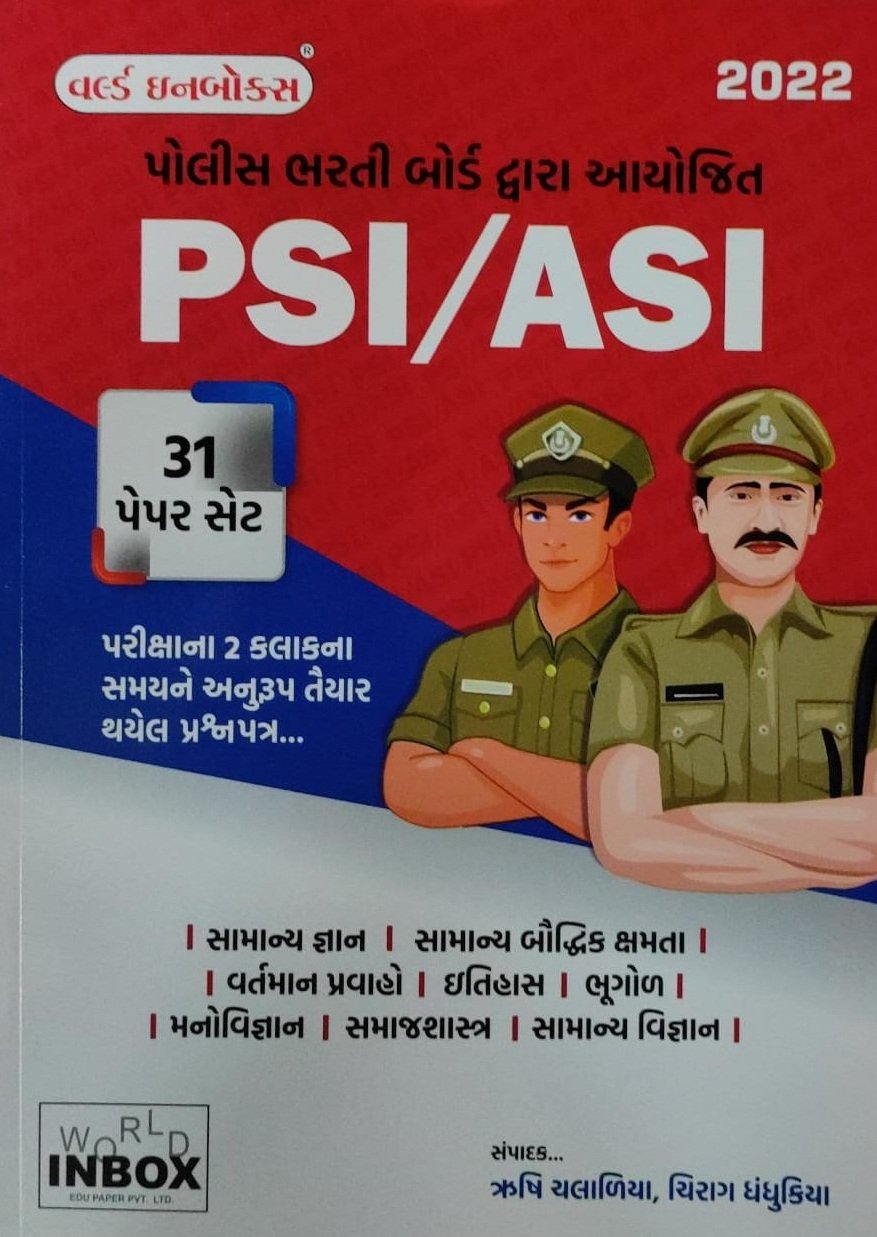 વર્લ્ડ ઇનબોક્સ ®
2022
પોલીસ ભરતી બોર્ડ દ્વારા આયોજિત
PSI/ASI
31
પેપર સેટ
પરીક્ષાના 2 કલાકના
સમયને અનુરૂપ તૈયાર
થયેલ પ્રશ્નપત્ર...
| સામાન્ય જ્ઞાન | સામાન્ય બૌદ્ધિક ક્ષમતા |
| વર્તમાન પ્રવાહો | ઇતિહાસ | ભૂગોળ |
| મનોવિજ્ઞાન | સમાજશાસ્ત્ર | સામાન્ય વિજ્ઞાન |
WORLD
INBOX
EDU PAPER PVT. LTD.
સંપાદક...
ઋષિ ચલાળિયા, ચિરાગ ધંધુકિયા